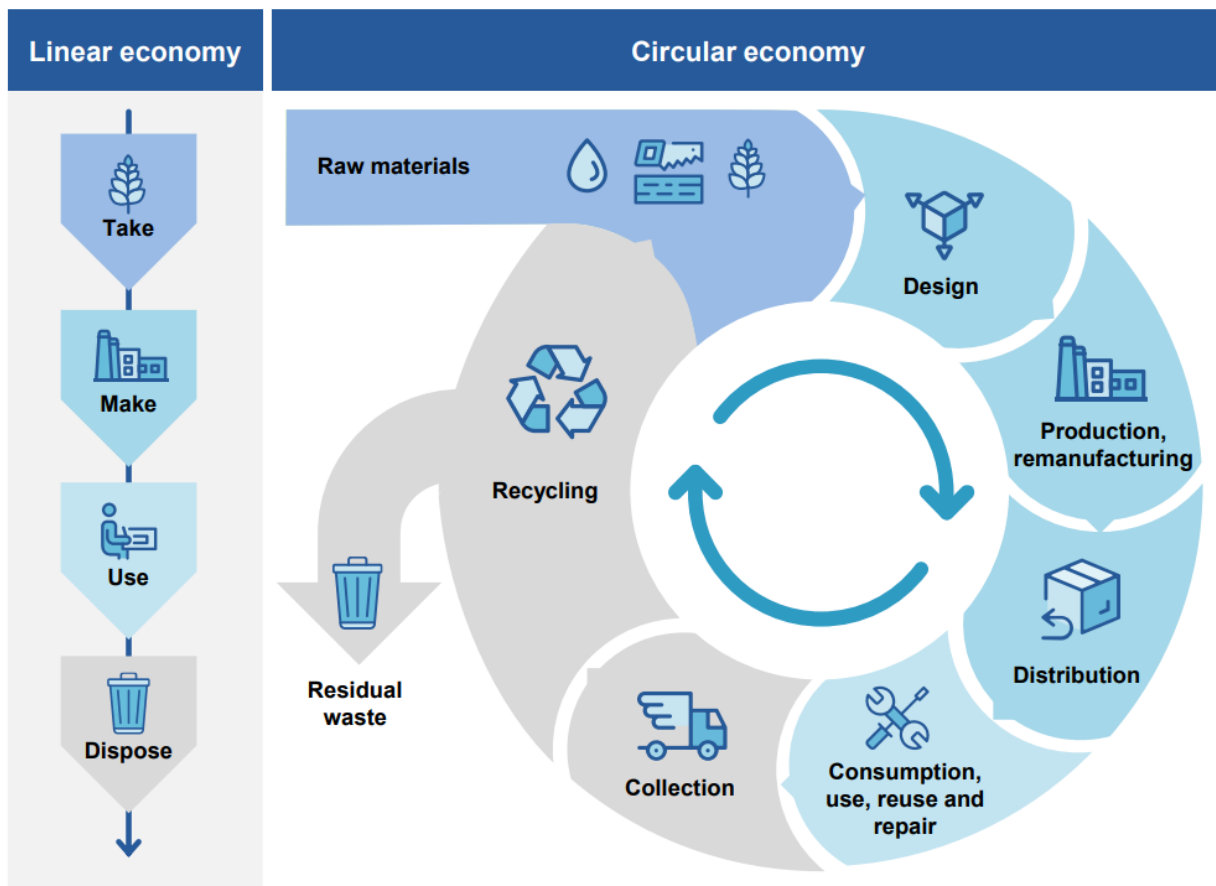 Linear economy
Take
Make
Use
Dispose
Circular economy
Raw materials
Design
Production,
remanufacturing
Distribution
Consumption,
use, reuse and
repair
Collection
Recycling
Residual
waste